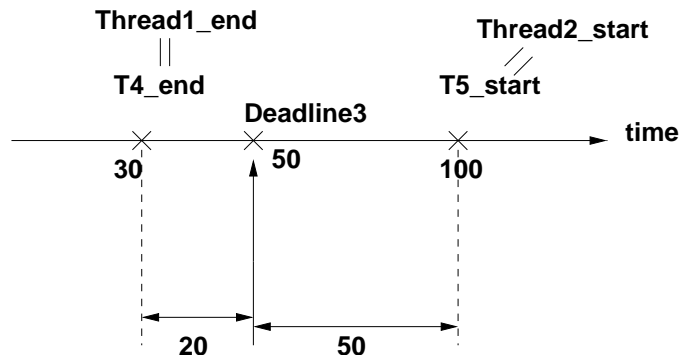 Thread1_end
Thread2_start
T4_end
T5_start
Deadline3
time
30
50
100
20
50